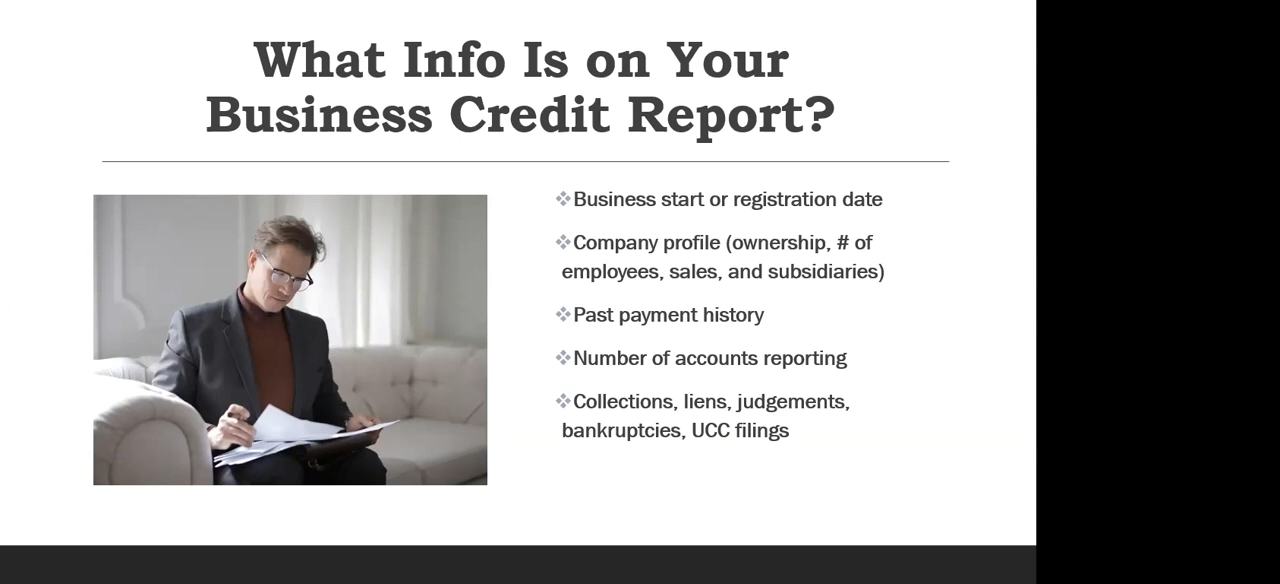 What Info Is on Your
Business Credit Report?
❖Business start or registration date
❖Company profile (ownership, # of
employees, sales, and subsidiaries)
❖Past payment history
❖Number of accounts reporting
❖Collections, liens, judgements,
bankruptcies, UCC filings